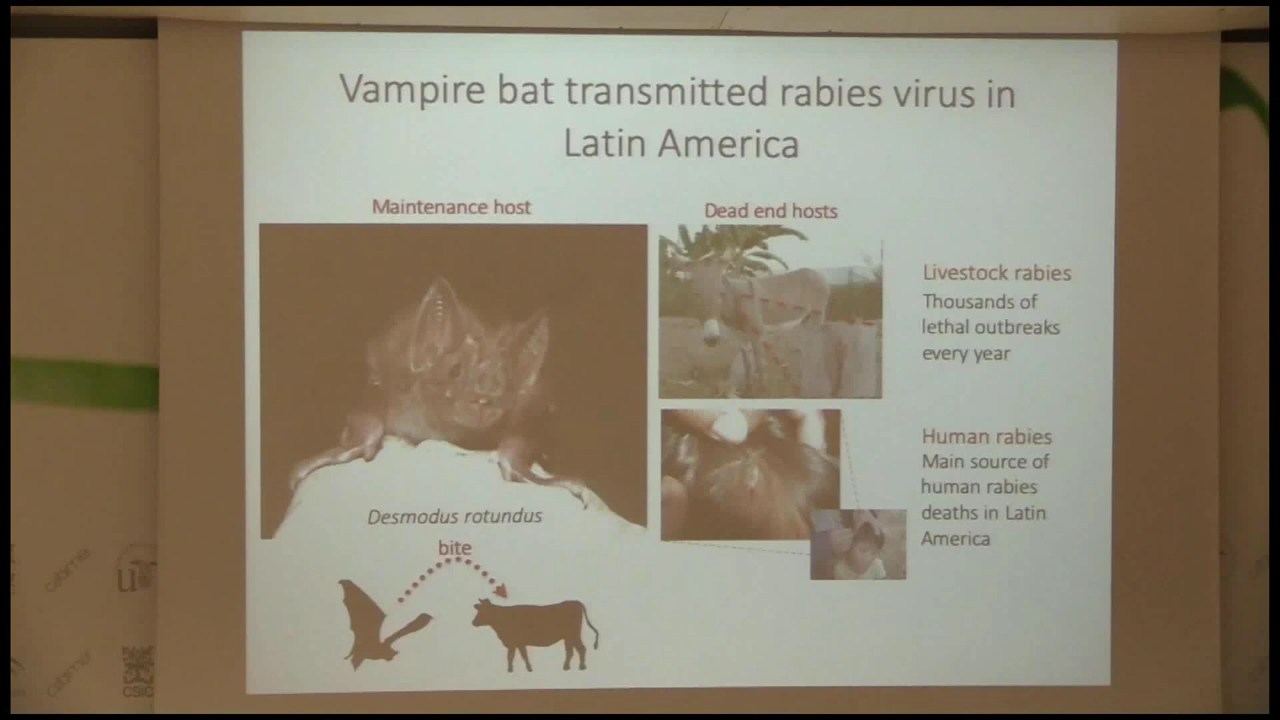 Vampire bat transmitted rabies virus in
Latin America
Maintenance host
Dead end hosts
Livestock rabies
Thousands of
lethal outbreaks
every year
Human rabies
Main source of
human rabies
deaths in Latin
America
Desmodus rotundus
bite
CSIC